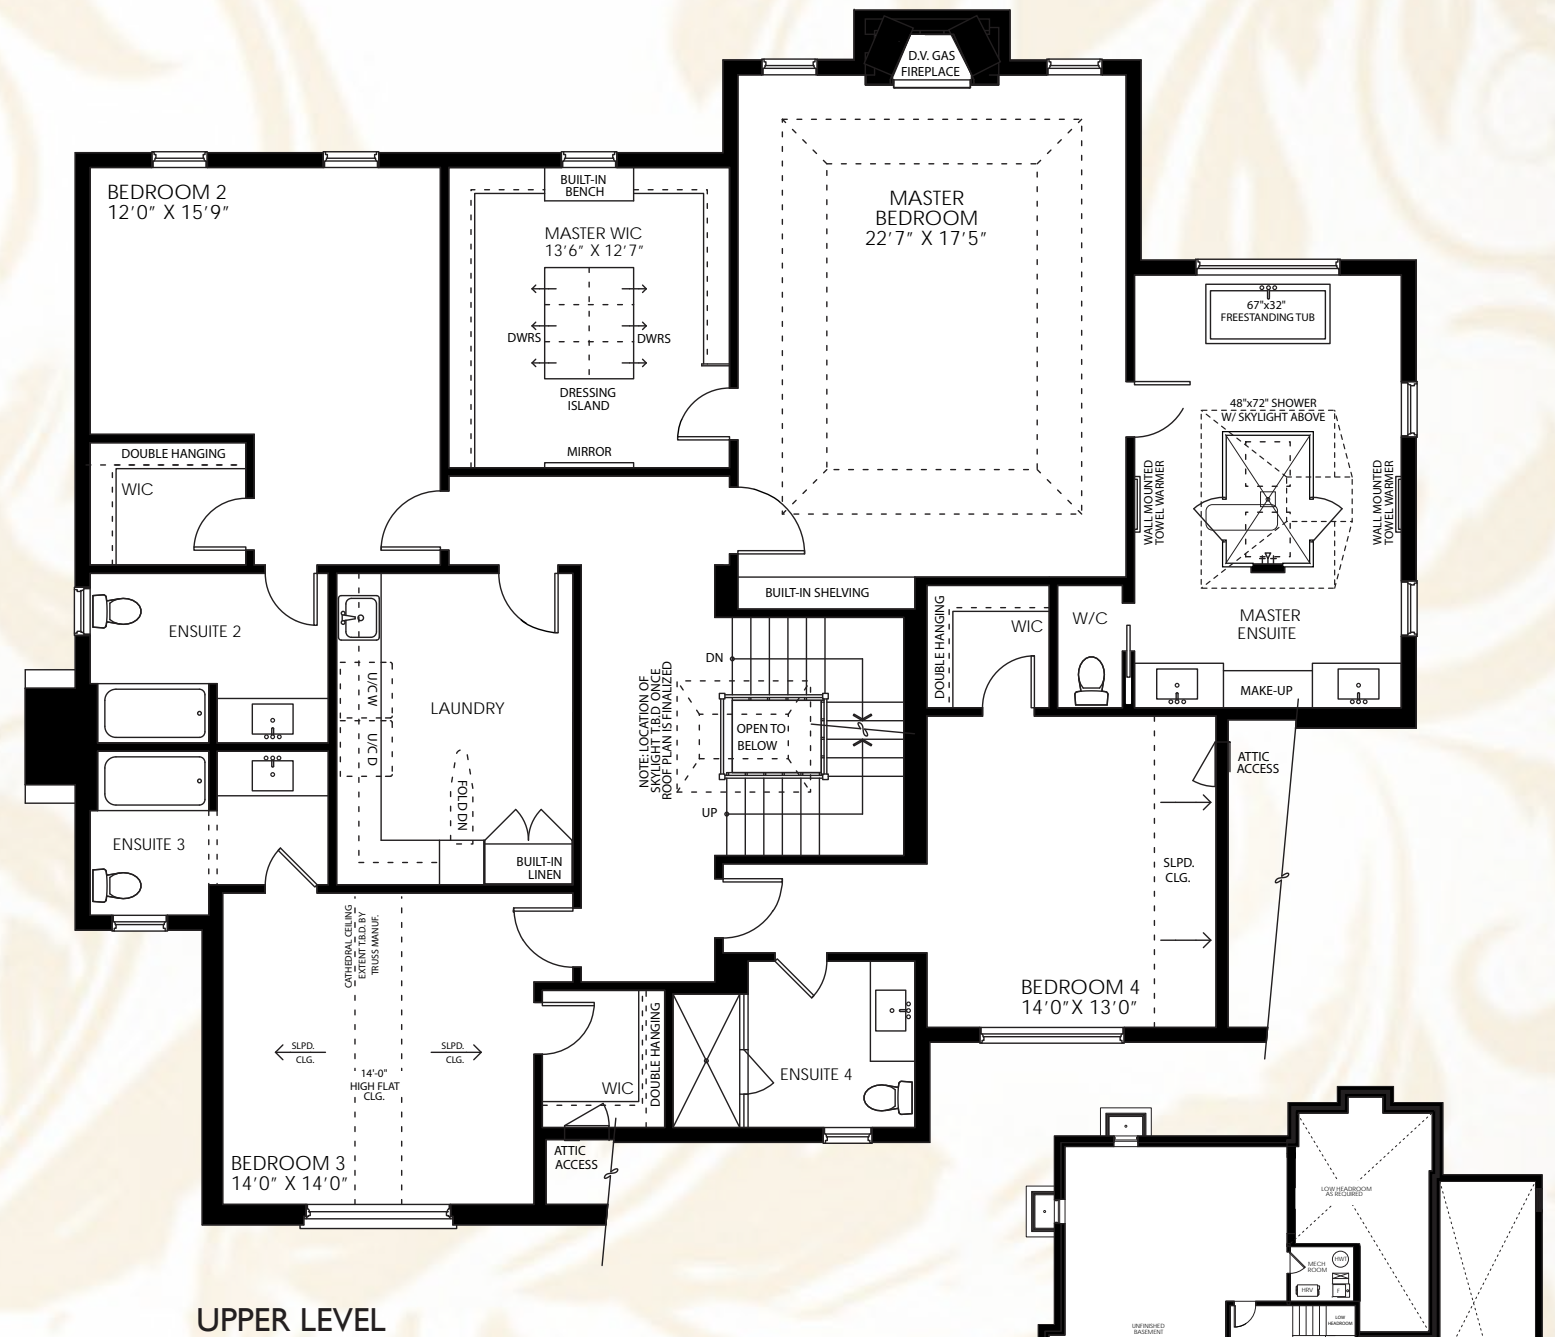 D.V. GAS
FIREPLACE
BEDROOM 2
12'0" X 15'9"
BUILT-IN
BENCH
MASTER WIC
13'6" X 12'7"
DWRS
DWRS
DRESSING
ISLAND
MIRROR
MASTER
BEDROOM
22'7" X 17'5"
67"x32"
FREESTANDING TUB
48"x72" SHOWER
W/ SKYLIGHT ABOVE
WALL MOUNTED
TOWEL WARMER
WALL MOUNTED
TOWEL WARMER
DOUBLE HANGING
WIC
BUILT-IN SHELVING
ENSUITE 2
LAUNDRY
U/C W
U/C D
FOLD DN
BUILT-IN
LINEN
NOTE: LOCATION OF
SKYLIGHT T.B.D ONCE
ROOF PLAN IS FINALIZED
DN
OPEN TO
BELOW
UP
DOUBLE HANGING
WIC
W/C
MASTER
ENSUITE
MAKE-UP
ATTIC
ACCESS
ENSUITE 3
SLPD.
CLG.
CATHEDRAL CEILING
EXTENT T.B.D. BY
TRUSS MANUF.
SLPD.
CLG.
SLPD.
CLG.
14'-0"
HIGH FLAT
CLG.
BEDROOM 3
14'0" X 14'0"
WIC
DOUBLE HANGING
ATTIC
ACCESS
ENSUITE 4
BEDROOM 4
14'0" X 13'0"
UPPER LEVEL
LOW HEADROOM
AS REQUIRED
MECH
ROOM
HWT
HRV
F
LOW
HEADROOM
UNFINISHED
BASEMENT